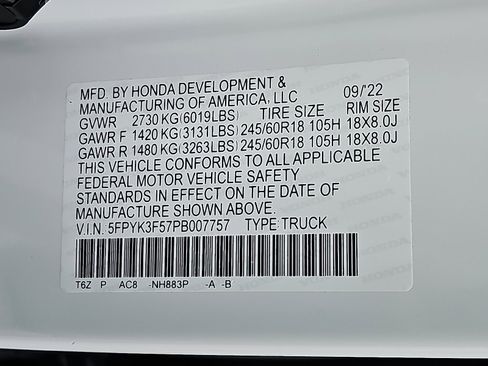 MFD. BY HONDA DEVELOPMENT &
MANUFACTURING OF AMERICA, LLC 09/'22
GVWR 2730 KG(6019LBS) TIRE SIZE RIM SIZE
GAWR F 1420 KG(3131LBS) 245/60R18 105H 18X8.0J
GAWR R 1480 KG(3263LBS) 245/60R18 105H 18X8.0J
THIS VEHICLE CONFORMS TO ALL APPLICABLE
FEDERAL MOTOR VEHICLE SAFETY
STANDARDS IN EFFECT ON THE DATE OF
MANUFACTURE SHOWN ABOVE.
V.I.N. 5FPYK3F57PB007757 TYPE:TRUCK
T6Z P AC8 -NH883P -A -B